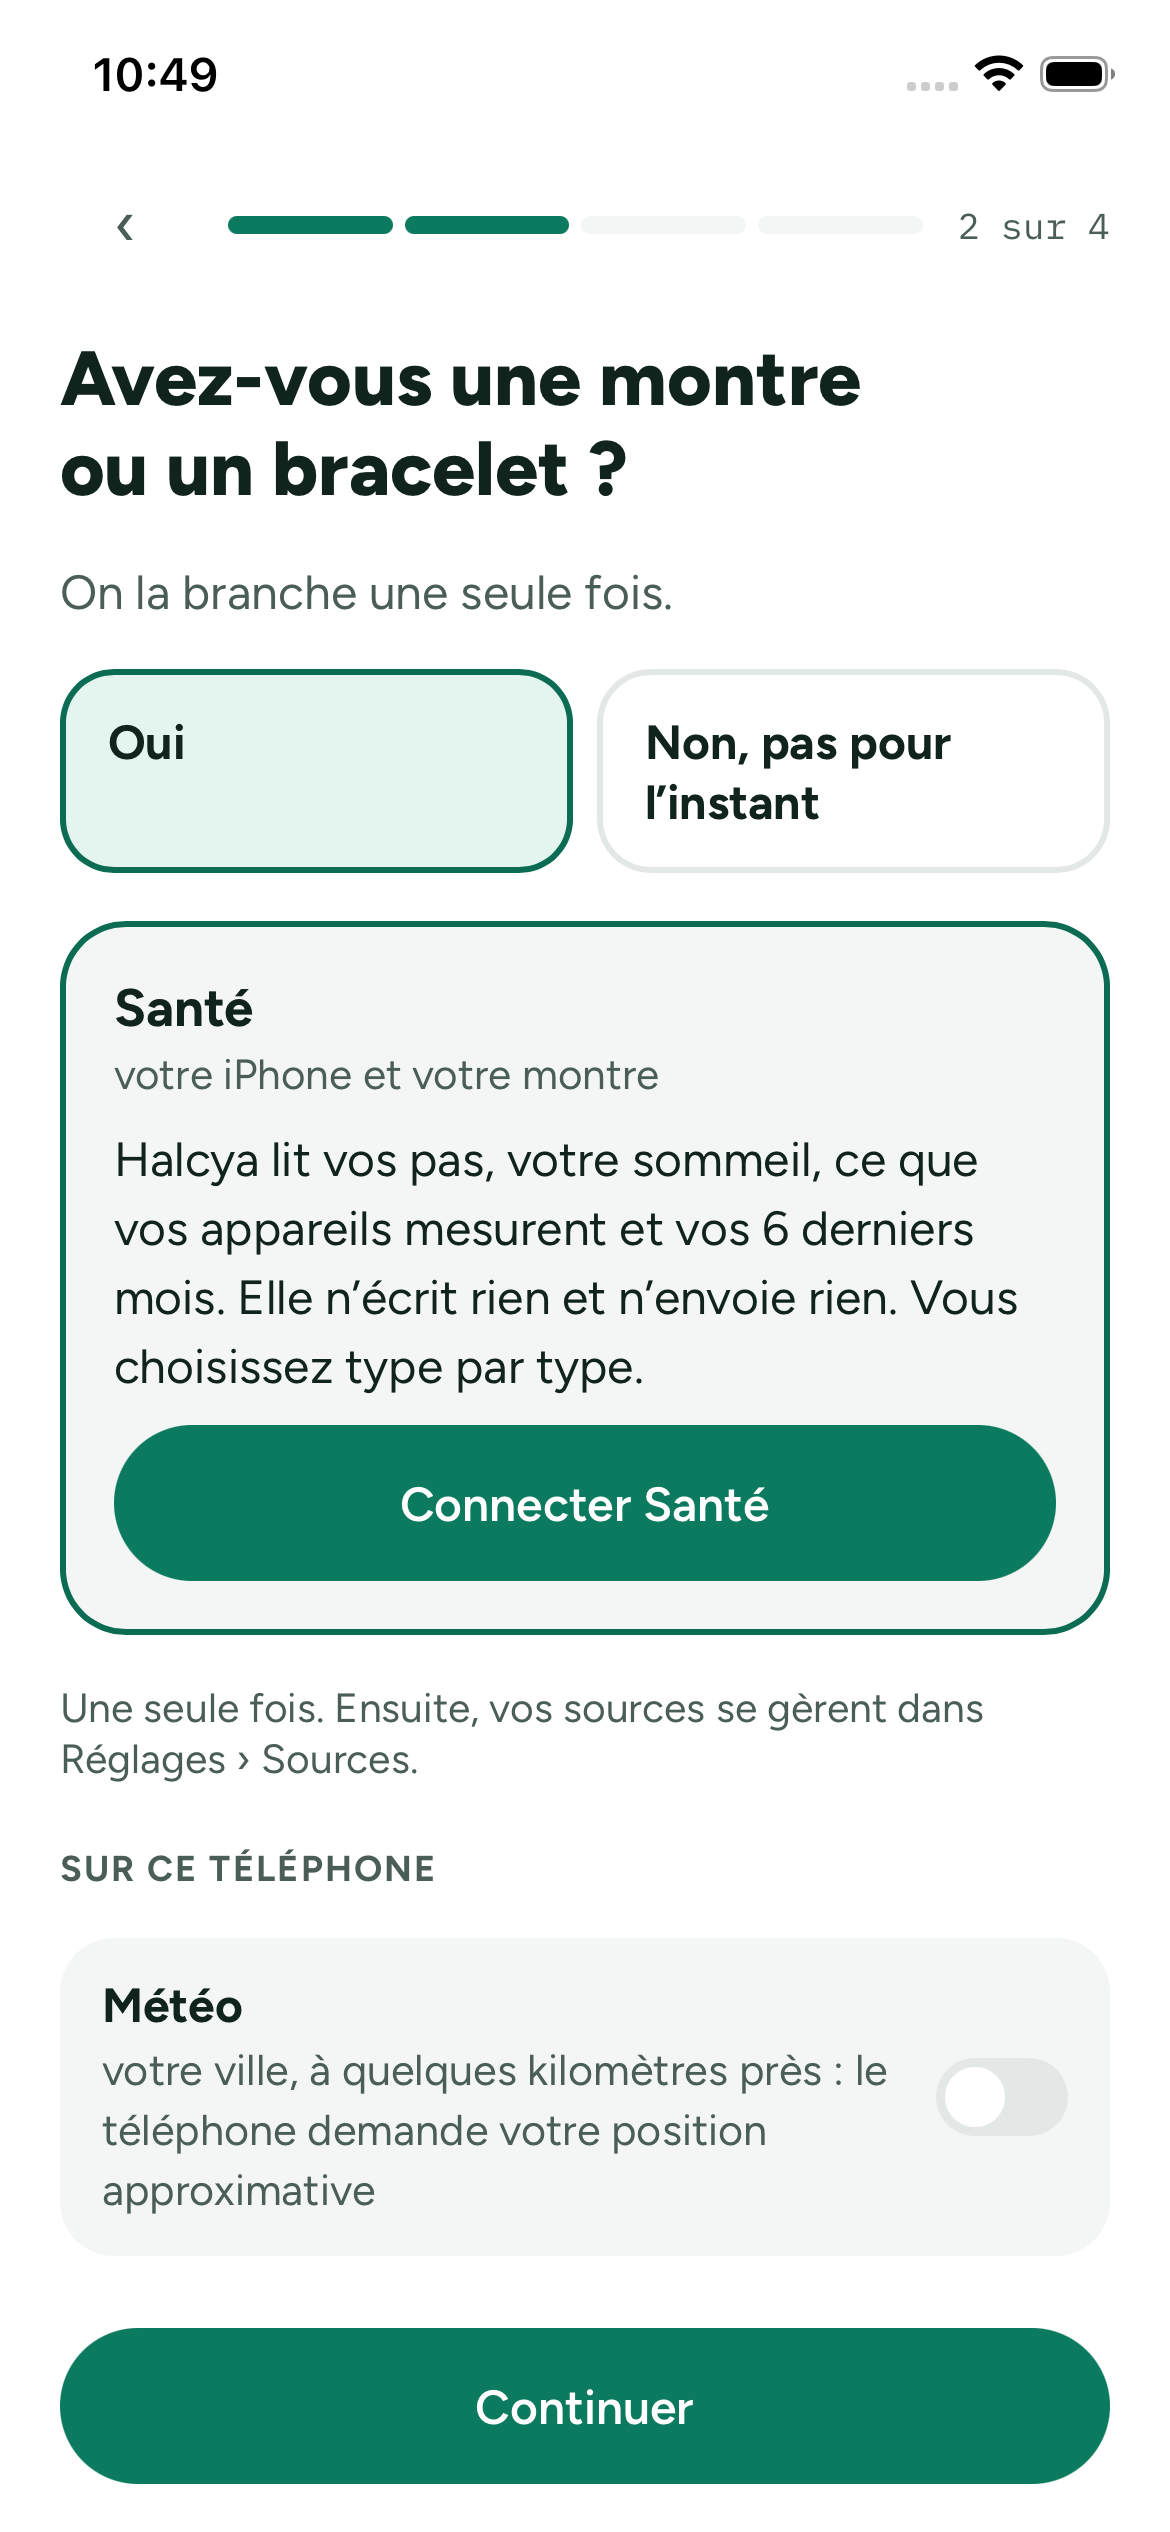 10:49
2 sur 4
Avez-vous une montre
ou un bracelet ?
On la branche une seule fois.
Oui
Non, pas pour
l’instant
Santé
votre iPhone et votre montre
Halcya lit vos pas, votre sommeil, ce que
vos appareils mesurent et vos 6 derniers
mois. Elle n’écrit rien et n’envoie rien. Vous
choisissez type par type.
Connecter Santé
Une seule fois. Ensuite, vos sources se gèrent dans
Réglages › Sources.
SUR CE TÉLÉPHONE
Météo
votre ville, à quelques kilomètres près : le
téléphone demande votre position
approximative
Continuer